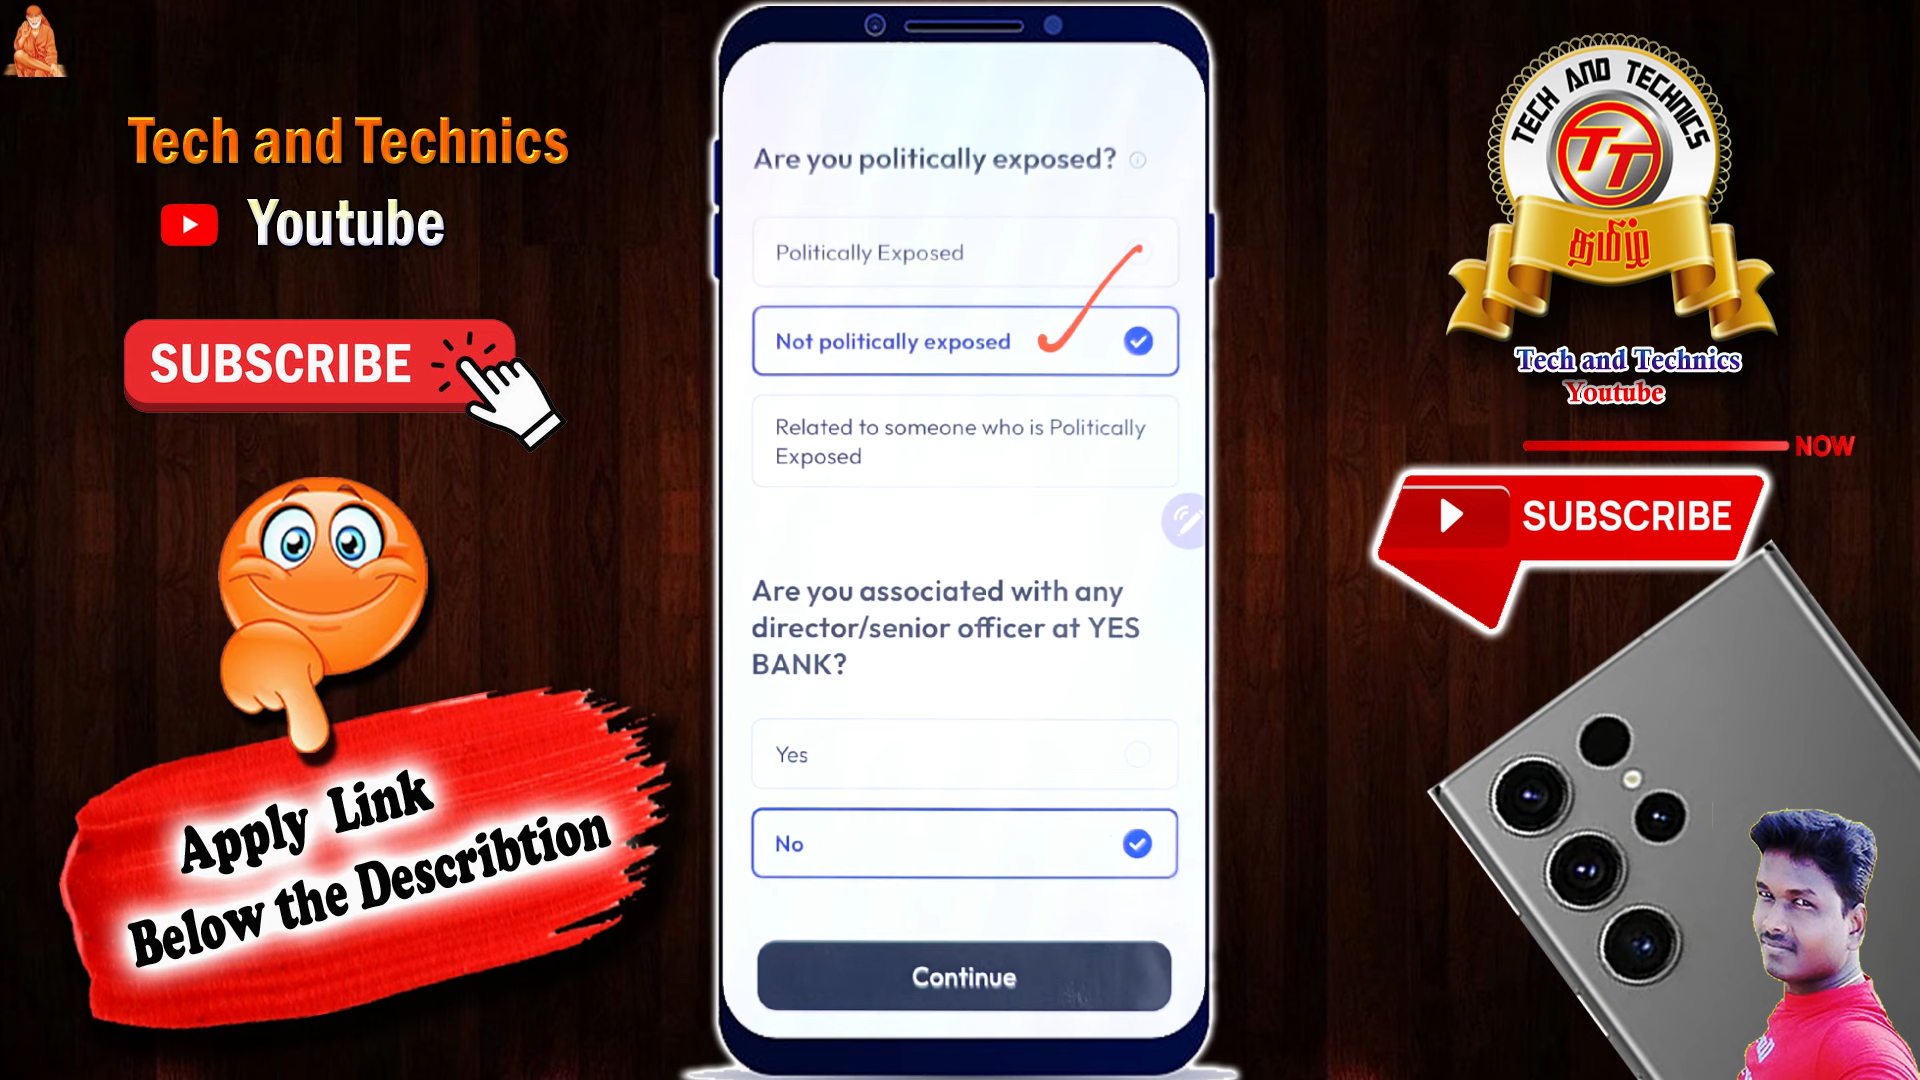 Tech and Technics
Youtube
SUBSCRIBE
Apply Link
Below the Describtion
Are you politically exposed?
Politically Exposed
Not politically exposed
Related to someone who is Politically
Exposed
Are you associated with any
director/senior officer at YES
BANK?
Yes
No
Continue
TECH AND TECHNICS
TT
தமிழ்
Tech and Technics
Youtube
NOW
SUBSCRIBE